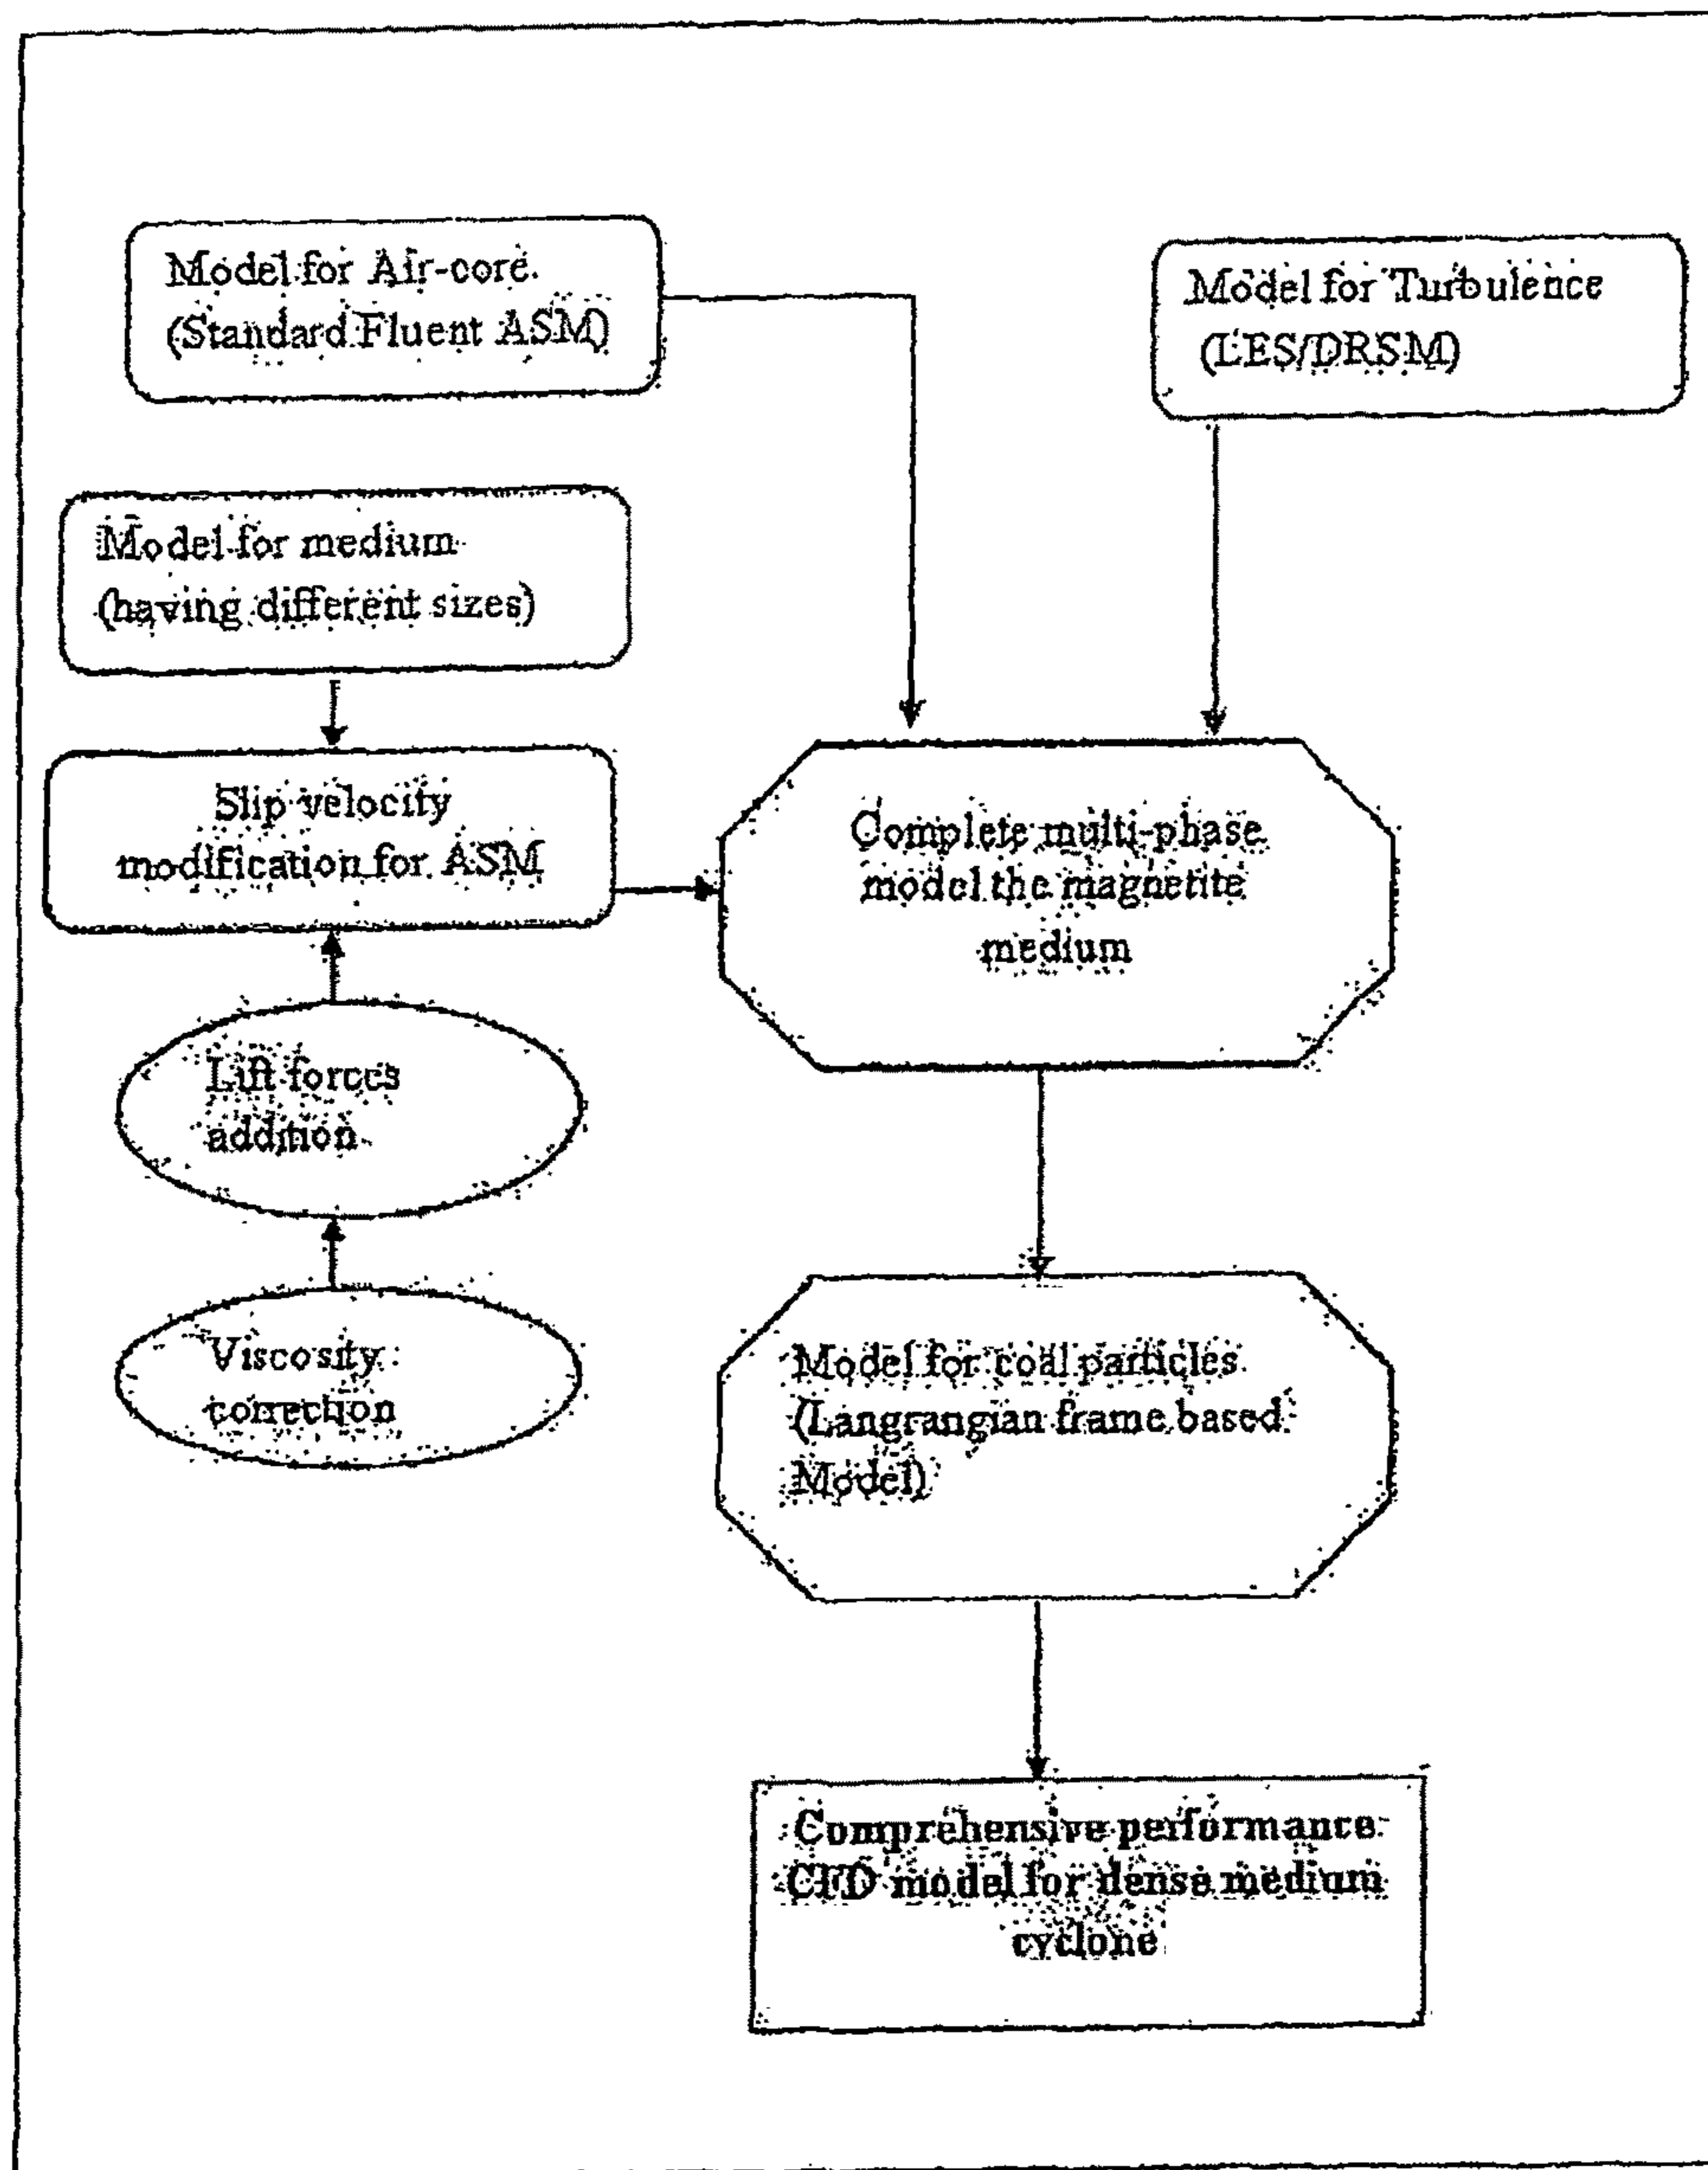 Model for Air-core.
(Standard Fluent ASM)
Model for Turbulence
(LES/DRSM)
Model for medium
(having different sizes)
Slip velocity
modification for ASM
Complete multi-phase
model the magnetite
medium
Lift forces
addition
Viscosity
correction
Model for coal particles
(Langrangian frame based
Model)
Comprehensive performance
CFD model for dense medium
cyclone